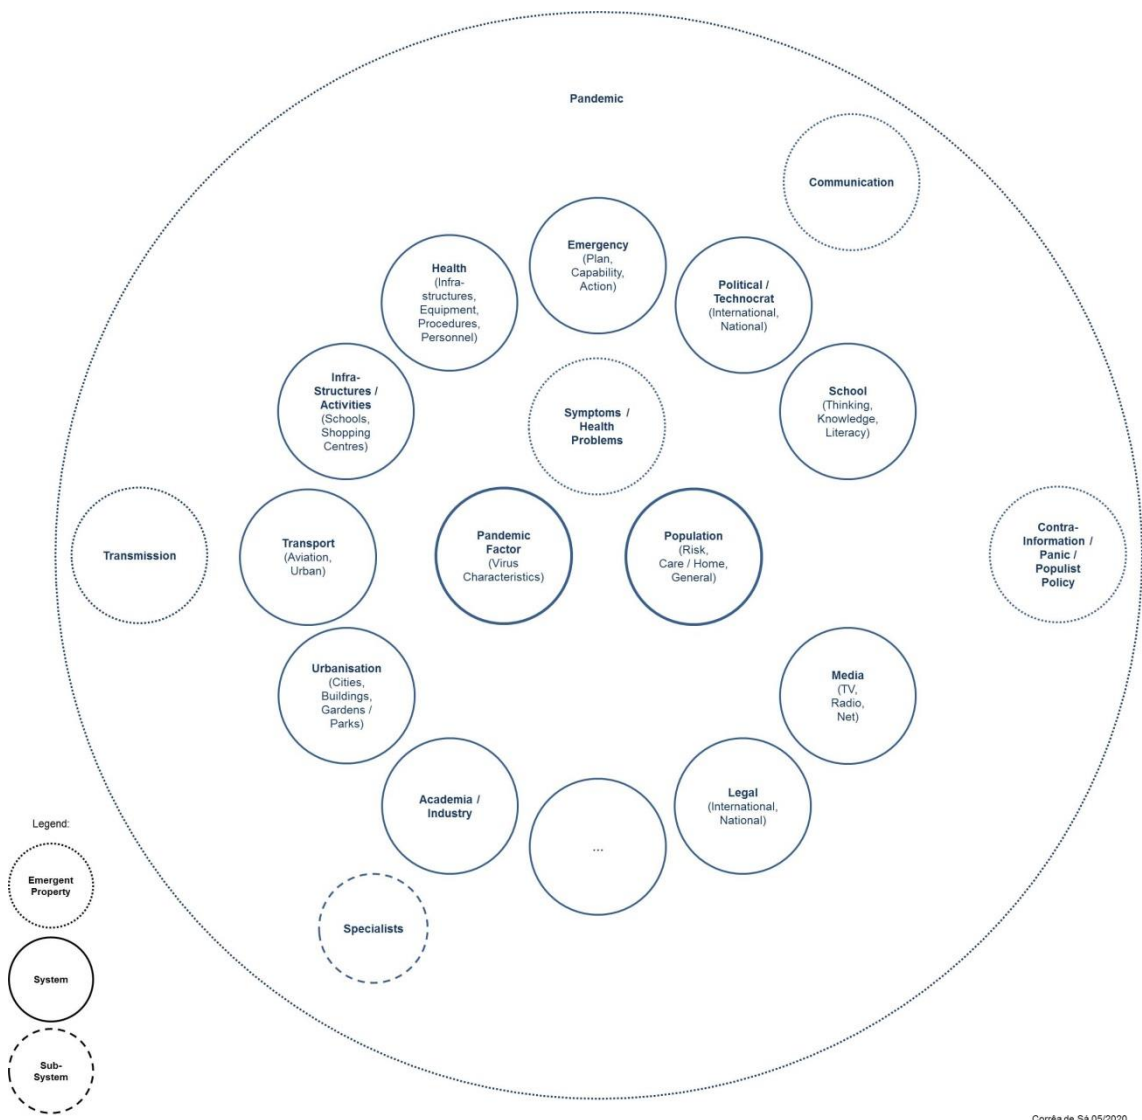 Pandemic
Communication
Emergency
(Plan,
Capability,
Action)
Health
(Infra-
structures,
Equipment,
Procedures,
Personnel)
Political /
Technocrat
(International,
National)
Infra-
Structures /
Activities
(Schools,
Shopping
Centres)
Symptoms /
Health
Problems
School
(Thinking,
Knowledge,
Literacy)
Transmission
Transport
(Aviation,
Urban)
Pandemic
Factor
(Virus
Characteristics)
Population
(Risk,
Care / Home,
General)
Contra-
Information /
Panic /
Populist
Policy
Urbanisation
(Cities,
Buildings,
Gardens /
Parks)
Media
(TV,
Radio,
Net)
Academia /
Industry
...
Legal
(International,
National)
Specialists
Legend:
Emergent
Property
System
Sub-
System
Corrêa de Sá 05/2020